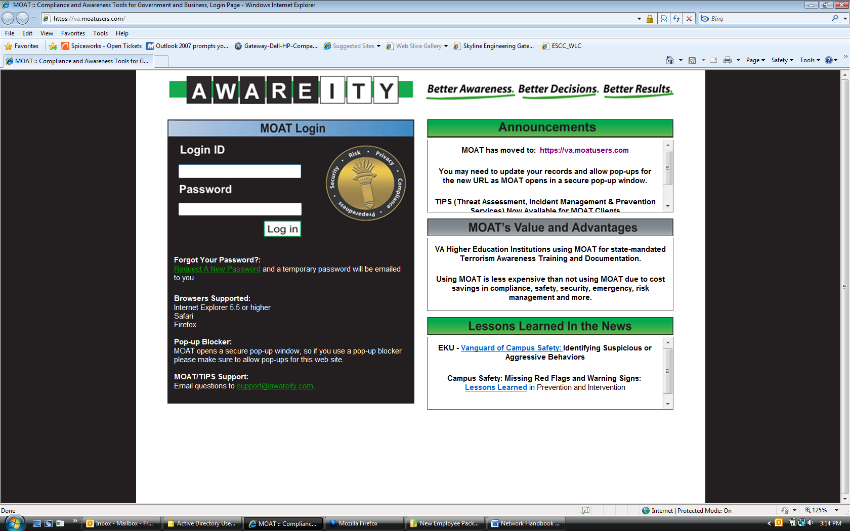 MOAT :: Compliance and Awareness Tools for Government and Business, Login Page - Windows Internet Explorer
https://va.moatusers.com/
Bing
File Edit View Favorites Tools Help
Favorites Spiceworks - Open Tickets Outlook 2007 prompts yo... Gateway-Dell-HP-Compa... Suggested Sites Web Slice Gallery Skyline Engineering Gate... ESCC_WLC
MOAT :: Compliance and Awareness Tools for G... Page Safety Tools
AWAREITY
Better Awareness. Better Decisions. Better Results.
MOAT Login
Login ID
Password
Log in
Security • Risk • Privacy • Compliance • Preparedness
Forgot Your Password?:
Request A New Password and a temporary password will be emailed
to you
Browsers Supported:
Internet Explorer 6.6 or higher
Safari
Firefox
Pop-up Blocker:
MOAT opens a secure pop-up window, so if you use a pop-up blocker
please make sure to allow pop-ups for this web site.
MOAT/TIPS Support:
Email questions to support@awareity.com.
Announcements
MOAT has moved to: https://va.moatusers.com
You may need to update your records and allow pop-ups for
the new URL as MOAT opens in a secure pop-up window.
TIPS (Threat Assessment, Incident Management & Prevention
Services) Now Available for MOAT Clients
MOAT's Value and Advantages
VA Higher Education Institutions using MOAT for state-mandated
Terrorism Awareness Training and Documentation.
Using MOAT is less expensive than not using MOAT due to cost
savings in compliance, safety, security, emergency, risk
management and more.
Lessons Learned In the News
EKU - Vanguard of Campus Safety: Identifying Suspicious or
Aggressive Behaviors
Campus Safety: Missing Red Flags and Warning Signs:
Lessons Learned in Prevention and Intervention
Done Internet | Protected Mode: On 125%
Inbox - Mailbox - Fr... Active Directory Use... MOAT :: Complianc... Mozilla Firefox New Employee Pack... Network Handbook ... 3:14 PM